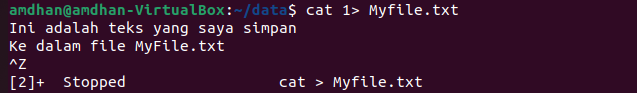 amdhan@amdhan-VirtualBox:~/data$ cat 1> Myfile.txt
Ini adalah teks yang saya simpan
Ke dalam file MyFile.txt
^Z
[2]+  Stopped                 cat > Myfile.txt